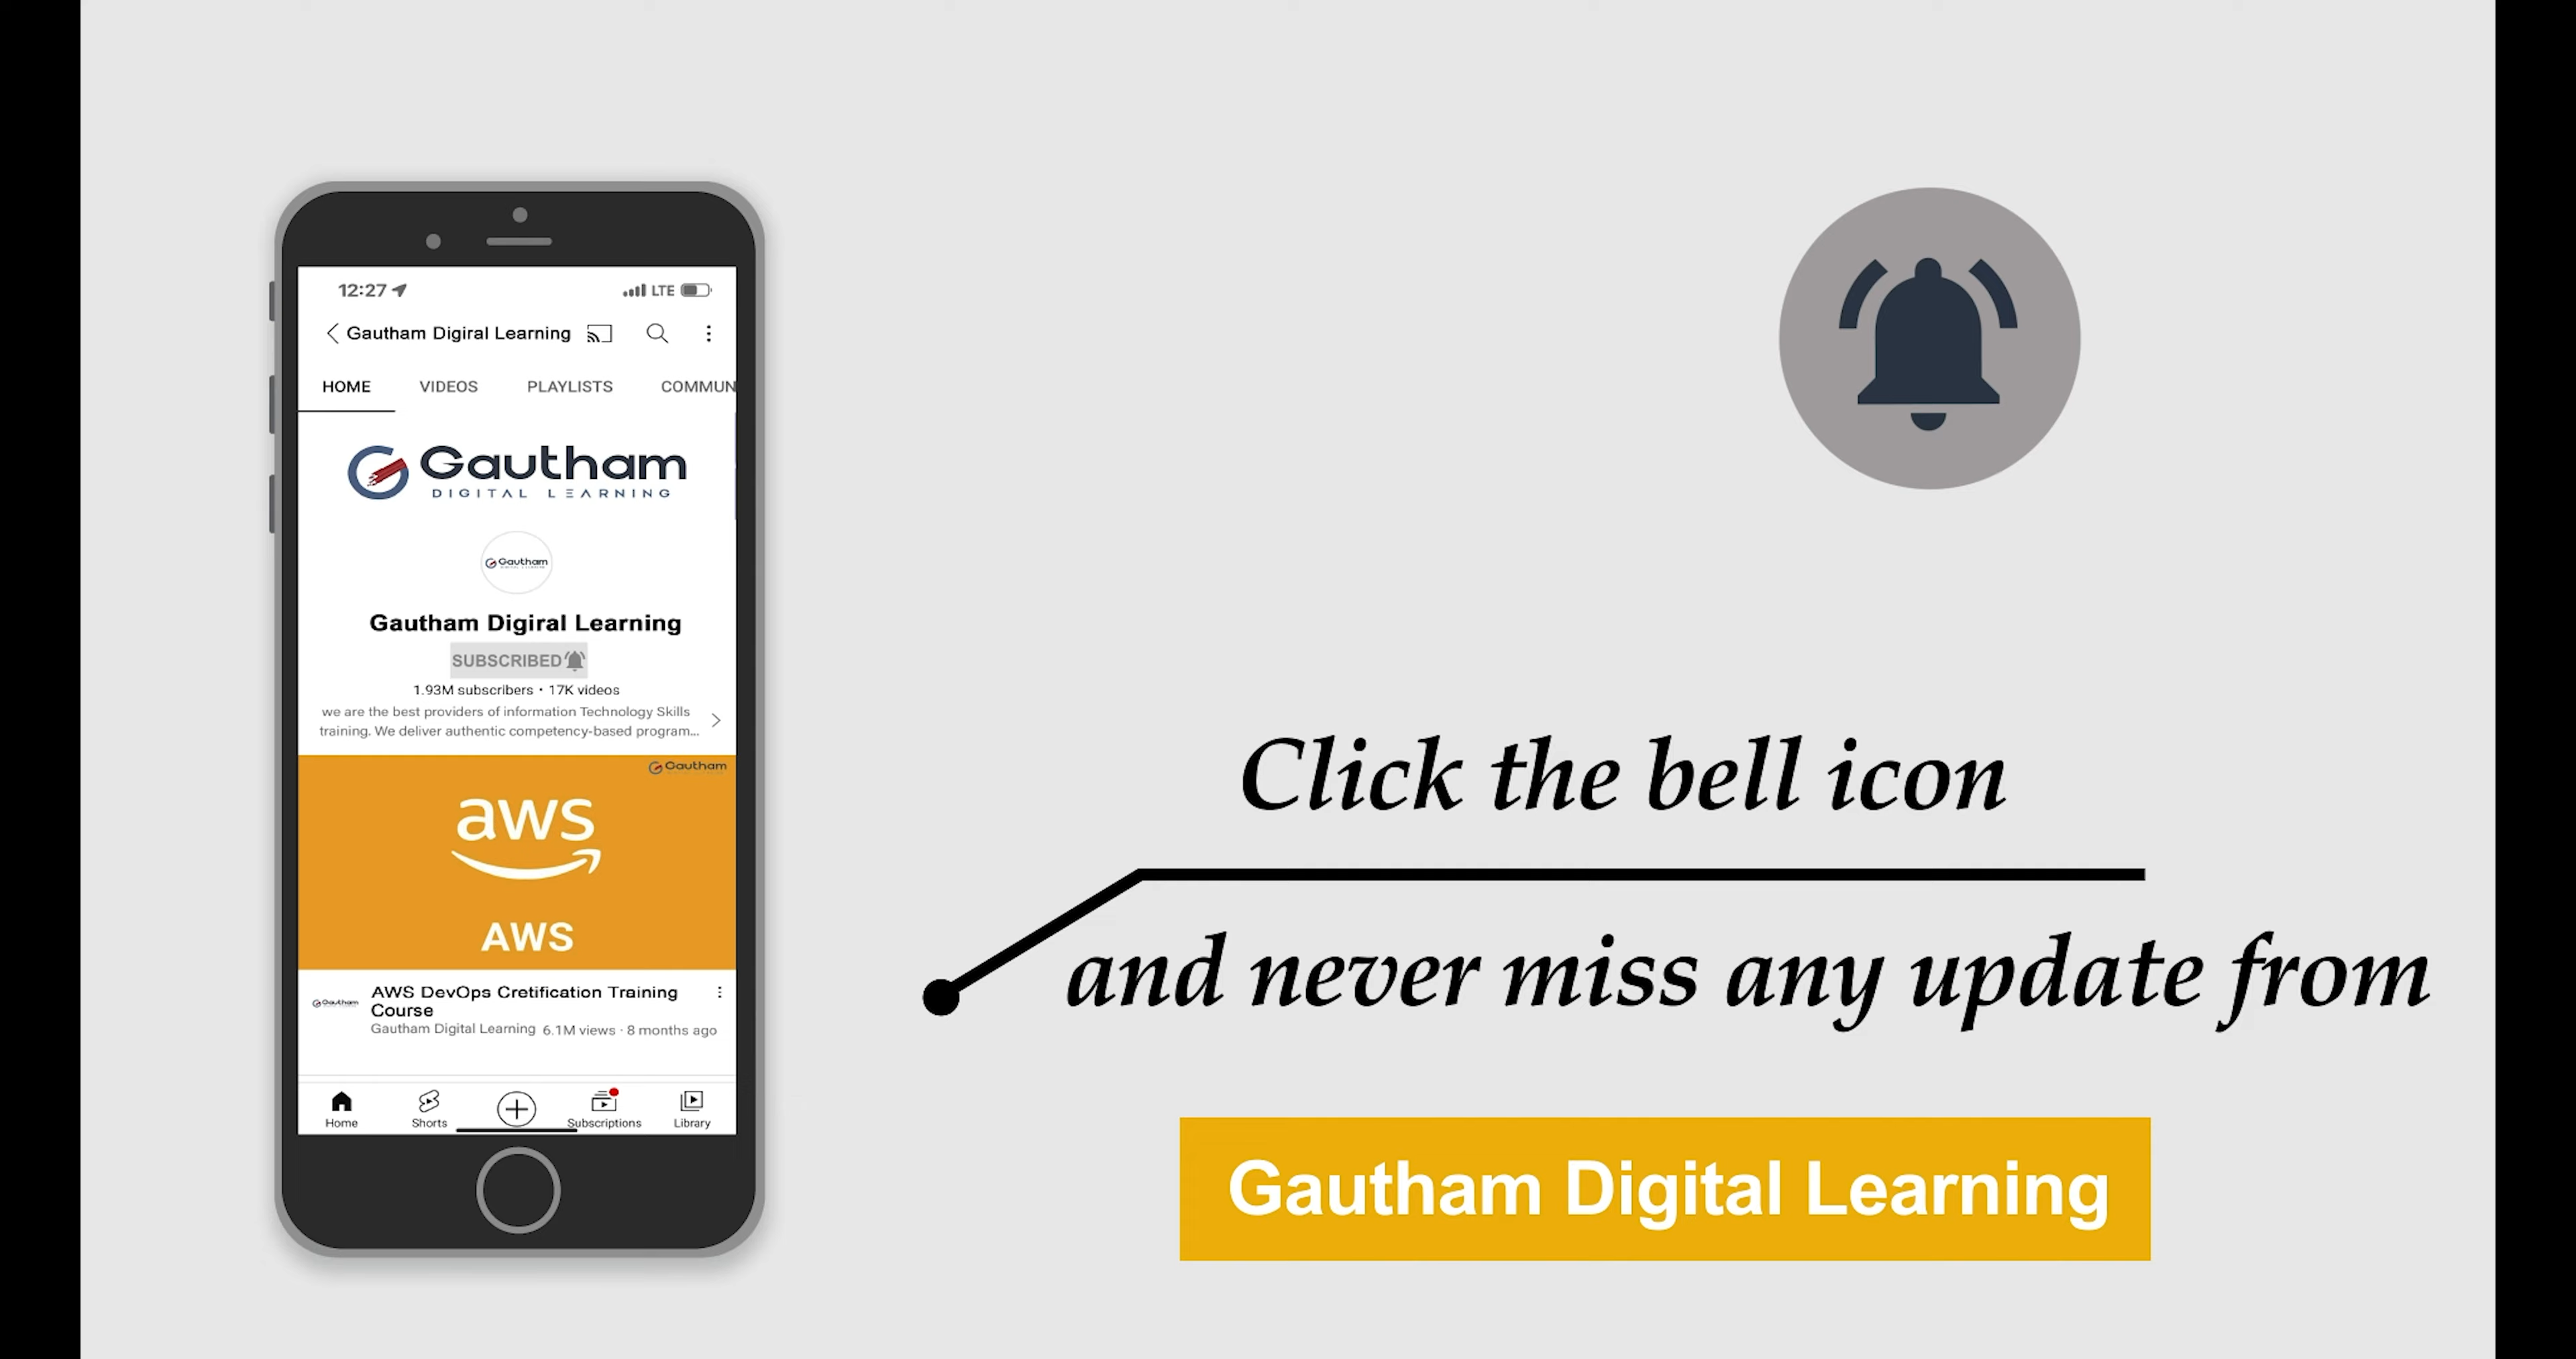 12:27 LTE
Gautham Digiral Learning
HOME VIDEOS PLAYLISTS COMMUN
Gautham
DIGITAL LEARNING
Gautham
Gautham Digiral Learning
SUBSCRIBED
1.93M subscribers • 17K videos
we are the best providers of information Technology Skills
training. We deliver authentic competency-based program...
Gautham
aws
AWS
Gautham
AWS DevOps Cretification Training
Course
Gautham Digital Learning 6.1M views · 8 months ago
Home Shorts Subscriptions Library
Click the bell icon
and never miss any update from
Gautham Digital Learning